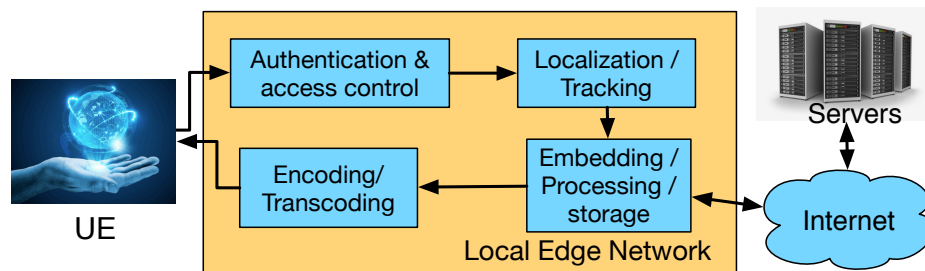 Authentication &
access control
Localization /
Tracking
Servers
UE
Encoding/
Transcoding
Embedding /
Processing /
storage
Internet
Local Edge Network